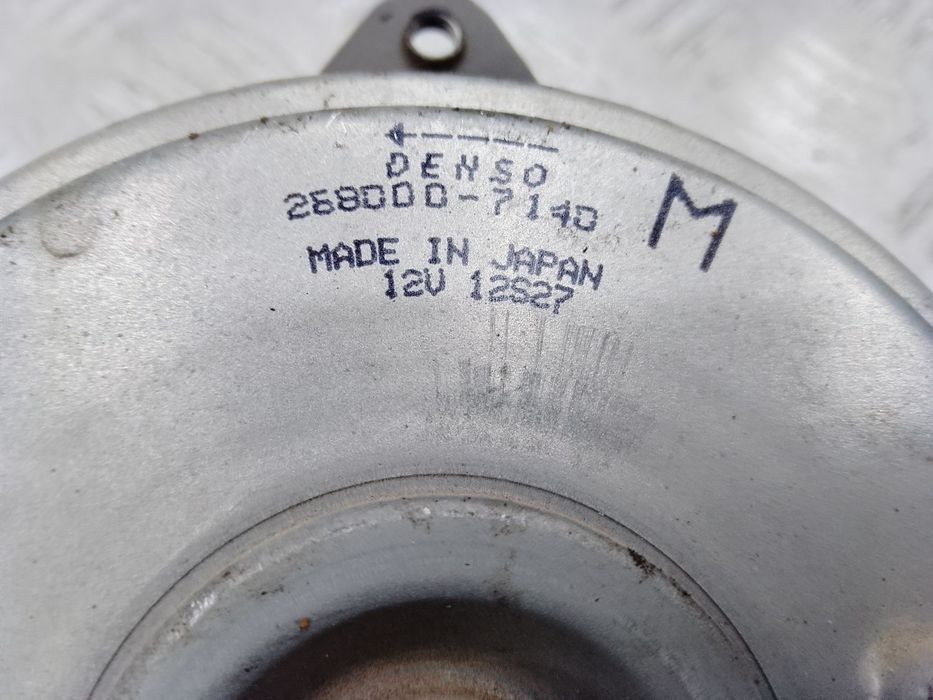 DENSO
268000-7140
M
MADE IN JAPAN
12V 12S27